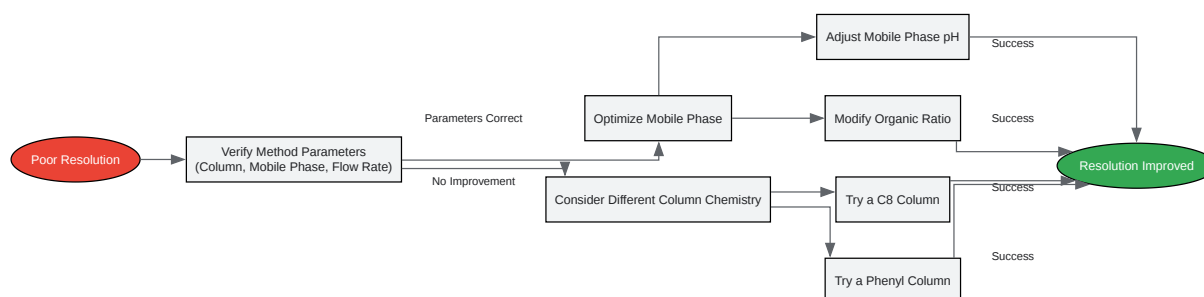 Poor Resolution
Verify Method Parameters
(Column, Mobile Phase, Flow Rate)
Parameters Correct
No Improvement
Optimize Mobile Phase
Consider Different Column Chemistry
Adjust Mobile Phase pH
Modify Organic Ratio
Try a C8 Column
Try a Phenyl Column
Success
Success
Success
Success
Resolution Improved